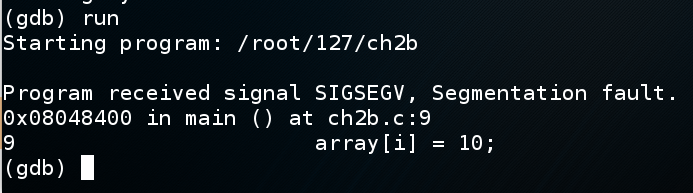 (gdb) run
Starting program: /root/127/ch2b
Program received signal SIGSEGV, Segmentation fault.
0x08048400 in main () at ch2b.c:9
9                       array[i] = 10;
(gdb)